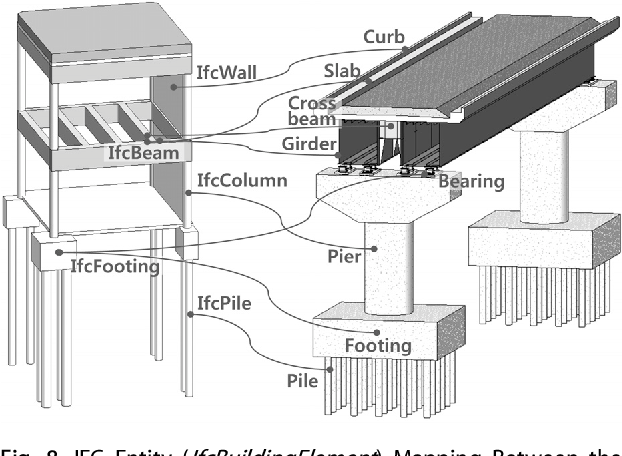 Curb
IfcWall
Slab
Cross
beam
IfcBeam
Girder
IfcColumn
Bearing
Pier
IfcFooting
IfcPile
Footing
Pile
Fig. 8. IFC Entity (IfcBuildingElement) Mapping Between the